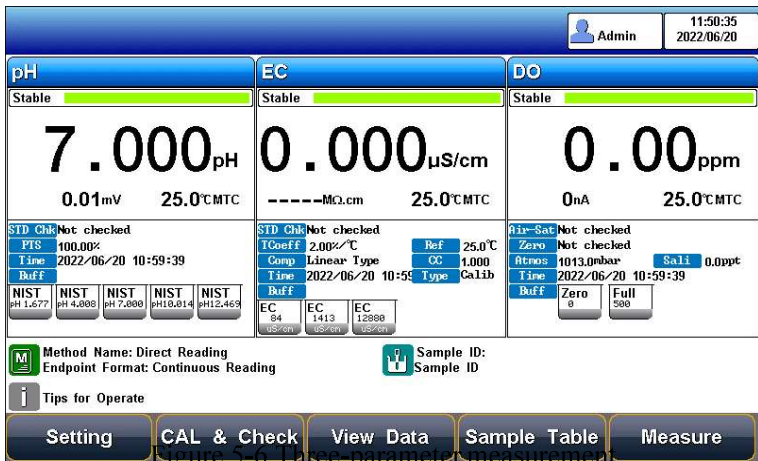 Admin
11:50:35
2022/06/20
pH
EC
DO
Stable
Stable
Stable
7.000pH
0.01mV 25.0℃MTC
0.000μS/cm
-----MΩ.cm 25.0℃MTC
0.00ppm
0nA 25.0℃MTC
STD Chk Not checked
PTS 100.00%
Time 2022/06/20 10:59:39
Buff
NIST pH 1.677
NIST pH 4.008
NIST pH 7.000
NIST pH10.014
NIST pH12.469
STD Chk Not checked
TCoeff 2.00%/℃ Ref 25.0℃
Comp Linear Type CC 1.000
Time 2022/06/20 10:59 Type Calib
Buff
EC 84 uS/cm
EC 1413 uS/cm
EC 12880 uS/cm
Air-Sat Not checked
Zero Not checked
Atmos 1013.0mbar Sali 0.0ppt
Time 2022/06/20 10:59:39
Buff
Zero 0
Full 500
M Method Name: Direct Reading
Endpoint Format: Continuous Reading
Sample ID:
Sample ID
i Tips for Operate
Setting CAL & Check View Data Sample Table Measure
Figure 5-6 Three-parameter measurement